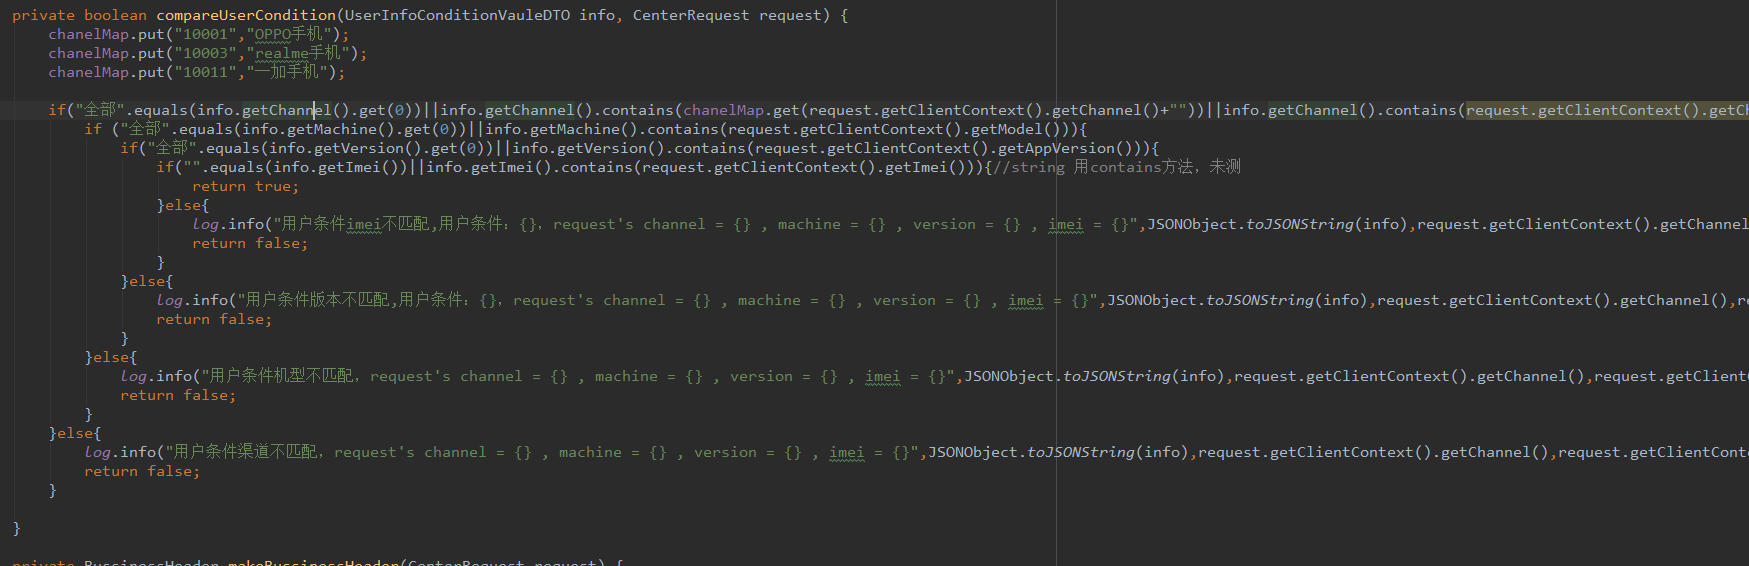 private boolean compareUserCondition(UserInfoConditionVauleDTO info, CenterRequest request) {
chanelMap.put("10001","OPPO手机");
chanelMap.put("10003","realme手机");
chanelMap.put("10011","一加手机");
if("全部".equals(info.getChannel().get(0))||info.getChannel().contains(chanelMap.get(request.getClientContext().getChannel()+""))||info.getChannel().contains(request.getClientContext().getCh
if ("全部".equals(info.getMachine().get(0))||info.getMachine().contains(request.getClientContext().getModel())){
if("全部".equals(info.getVersion().get(0))||info.getVersion().contains(request.getClientContext().getAppVersion())){
if("".equals(info.getImei())||info.getImei().contains(request.getClientContext().getImei())){//string 用contains方法，未测
return true;
}else{
log.info("用户条件imei不匹配,用户条件：{}，request's channel = {} , machine = {} , version = {} , imei = {}",JSONObject.toJSONString(info),request.getClientContext().getChannel
return false;
}
}else{
log.info("用户条件版本不匹配,用户条件：{}，request's channel = {} , machine = {} , version = {} , imei = {}",JSONObject.toJSONString(info),request.getClientContext().getChannel(),re
return false;
}
}else{
log.info("用户条件机型不匹配，request's channel = {} , machine = {} , version = {} , imei = {}",JSONObject.toJSONString(info),request.getClientContext().getChannel(),request.getClientC
return false;
}
}else{
log.info("用户条件渠道不匹配，request's channel = {} , machine = {} , version = {} , imei = {}",JSONObject.toJSONString(info),request.getClientContext().getChannel(),request.getClientCont
return false;
}
}
private BussinessHeader makeBussinessHeader(CenterRequest request) {